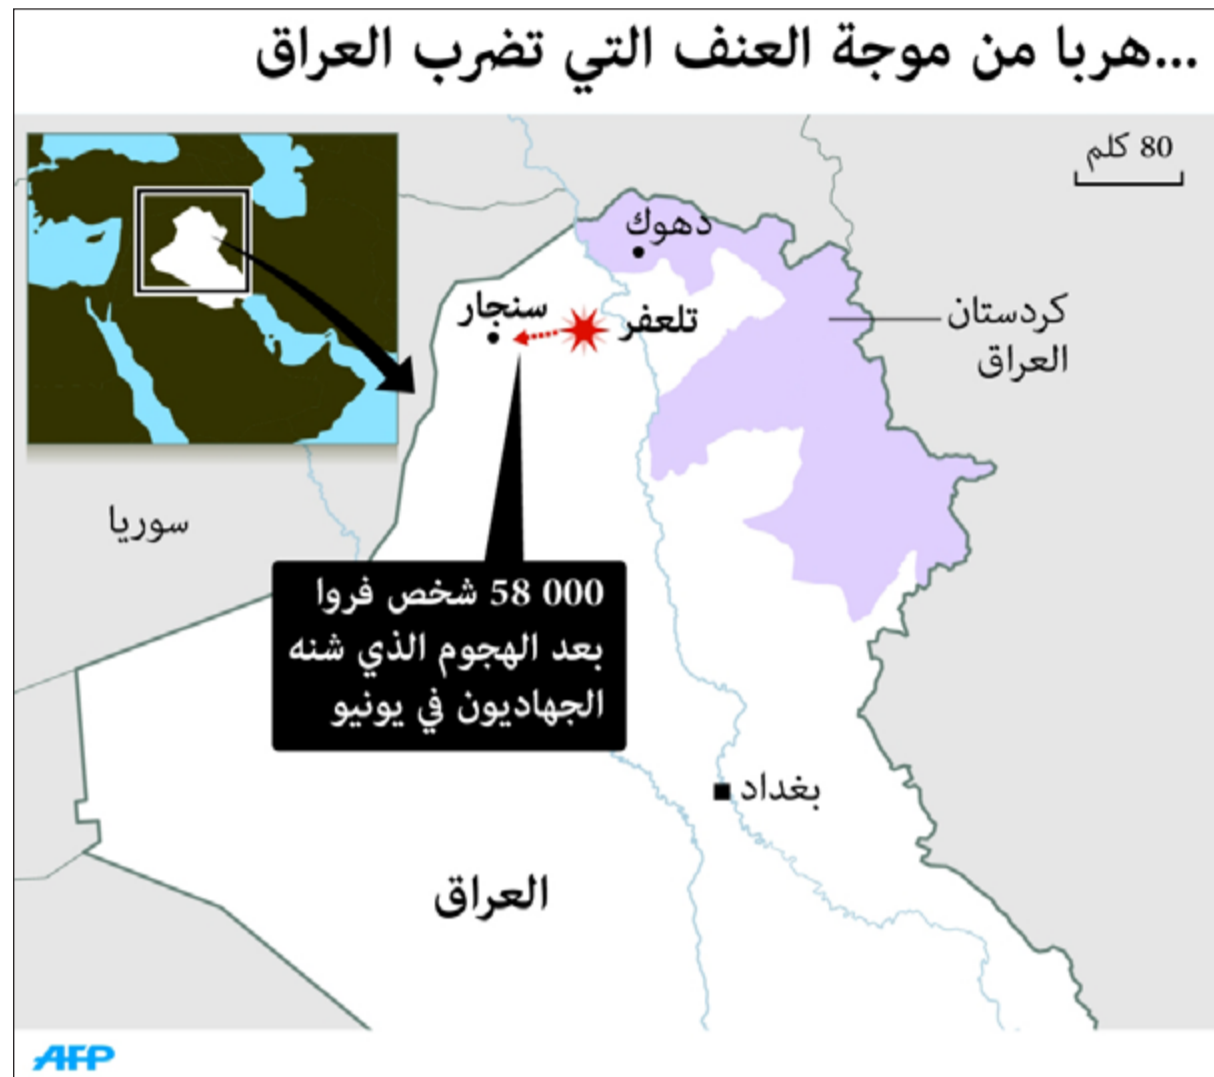 ...هربا من موجة العنف التي تضرب العراق
80 كلم
دهوك
سنجار
تلعفر
كردستان
العراق
سوريا
58 000 شخص فروا
بعد الهجوم الذي شنه
الجهاديون في يونيو
بغداد
العراق
AFP